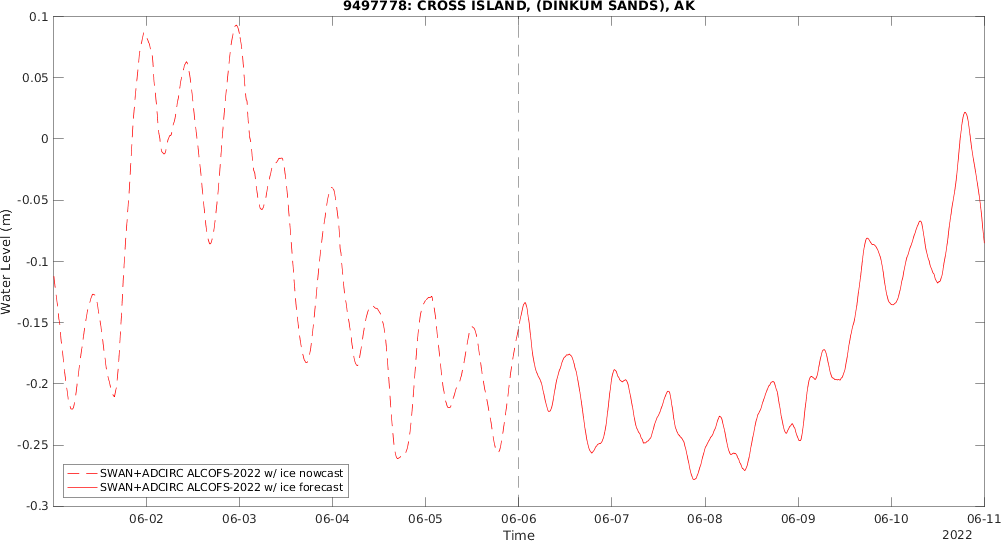 9497778: CROSS ISLAND, (DINKUM SANDS), AK
0.1
0.05
0
-0.05
-0.1
-0.15
-0.2
-0.25
-0.3
Water Level (m)
SWAN+ADCIRC ALCOFS-2022 w/ ice nowcast
SWAN+ADCIRC ALCOFS-2022 w/ ice forecast
06-02 06-03 06-04 06-05 06-06 06-07 06-08 06-09 06-10 06-11
Time
2022